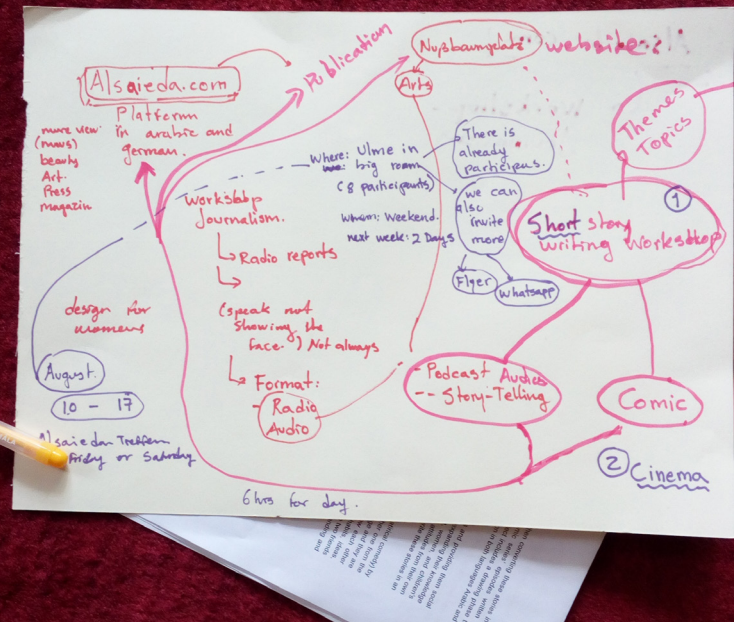 Nußbaumplatz
website:
Arts
Publication
Alsaieda.com
Platform
in arabic and
german.
more view
(news)
beauty
Art.
Press
magazin
Themes
Topics
1
Short story
writing workshop
Where: Ulme in
big room
(8 participants)
whom: Weekend.
next week: 2 Days
There is
already
participus.
we can
also
invite
more
Flyer
whatsapp
Workshop
Journalism.
Radio reports
(speak not
showing the
face.) Not always
Format:
- Radio
Audio
design for
womens
August.
10 - 17
Alsaiedan Treffen
Friday or Saturday
- Podcast Audios
-- Story-Telling
Comic
2 Cinema
6 hrs for day.